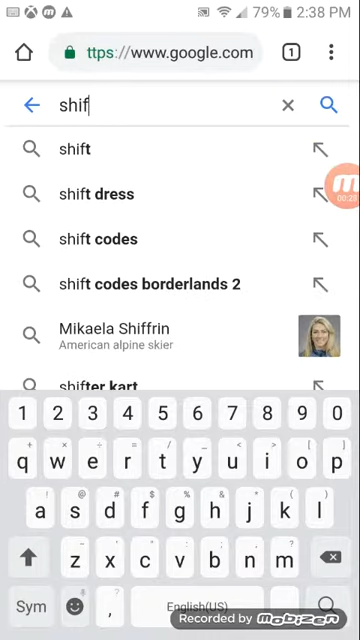 79% 2:38 PM
ttps://www.google.com 1
shif
shift
00:23
shift dress
shift codes
shift codes borderlands 2
Mikaela Shiffrin
American alpine skier
shifter kart
1 2 3 4 5 6 7 8 9 0
+ × ÷ = / _ < > [ ]
q w e r t y u i o p
! @ # $ % ^ & * ( )
a s d f g h j k l
- ' " : ; , ?
z x c v b n m
Sym , English(US)
Recorded by mobizen